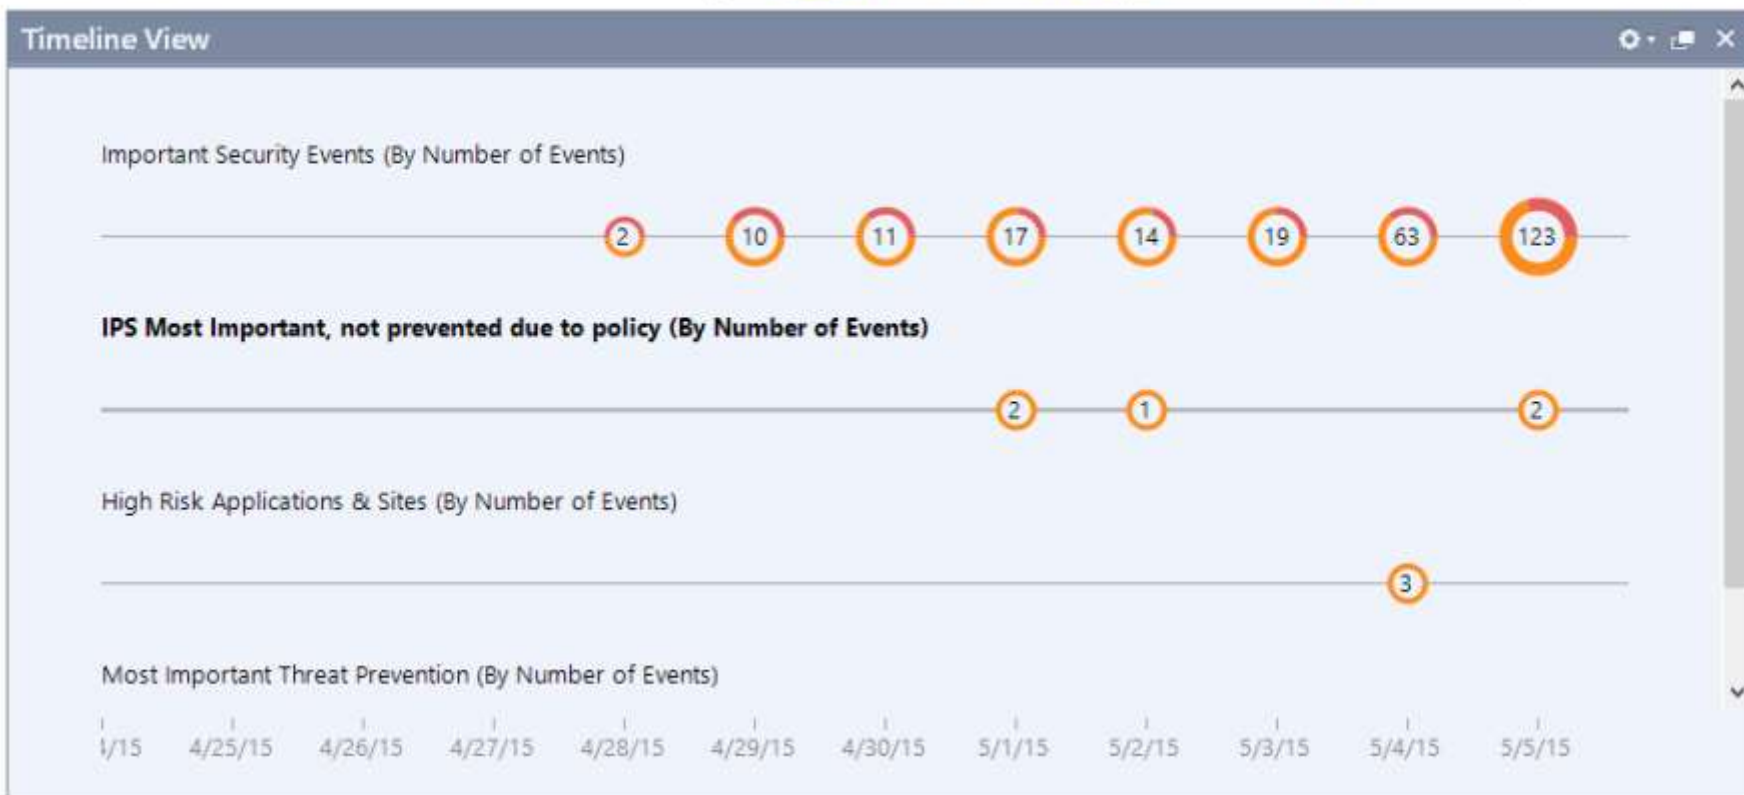 Timeline View
Important Security Events (By Number of Events)
2 10 11 17 14 19 63 123
IPS Most Important, not prevented due to policy (By Number of Events)
2 1 2
High Risk Applications & Sites (By Number of Events)
3
Most Important Threat Prevention (By Number of Events)
/15 4/25/15 4/26/15 4/27/15 4/28/15 4/29/15 4/30/15 5/1/15 5/2/15 5/3/15 5/4/15 5/5/15